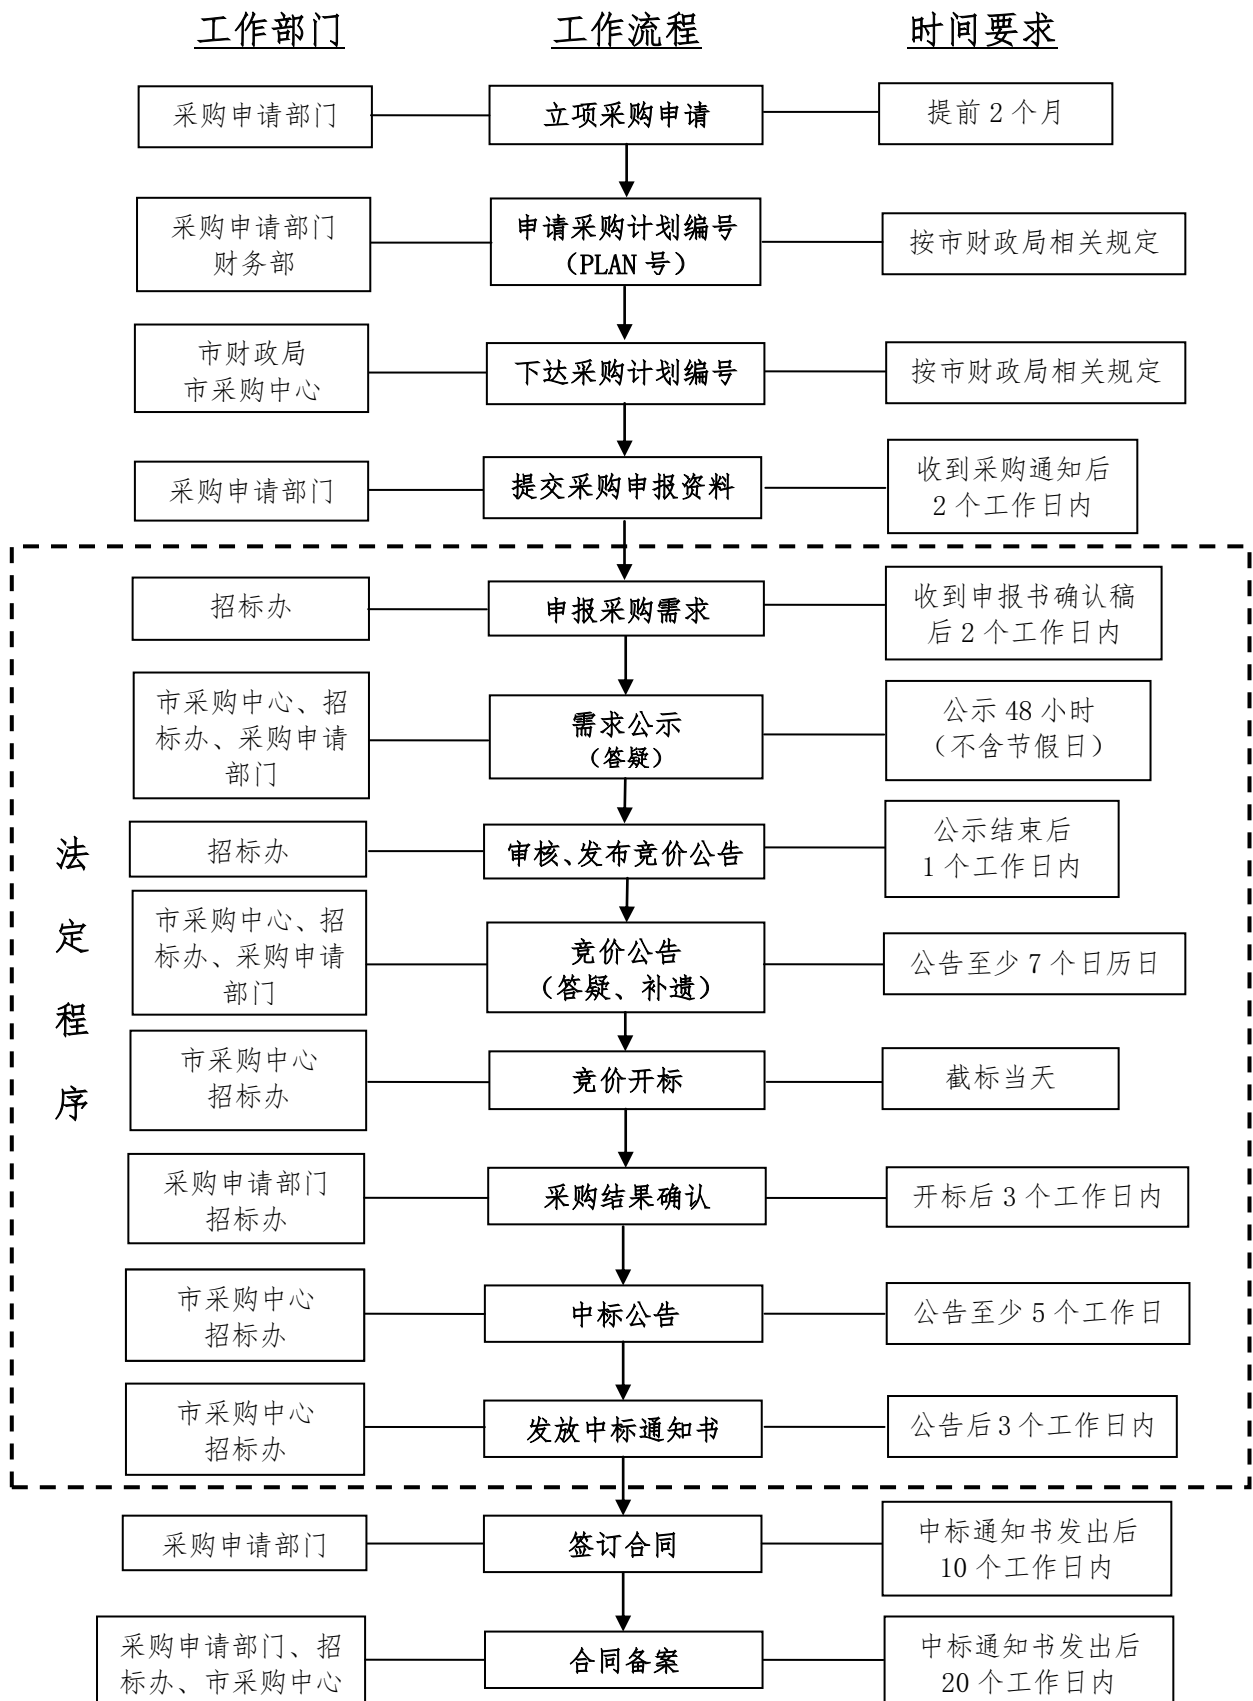 工作部门 工作流程 时间要求
采购申请部门 立项采购申请 提前 2 个月
采购申请部门
财务部
申请采购计划编号
（PLAN 号）
按市财政局相关规定
市财政局
市采购中心
下达采购计划编号
按市财政局相关规定
采购申请部门
提交采购申报资料
收到采购通知后
2 个工作日内
法
定
程
序
招标办
申报采购需求
收到申报书确认稿
后 2 个工作日内
市采购中心、招
标办、采购申请
部门
需求公示
（答疑）
公示 48 小时
（不含节假日）
招标办
审核、发布竞价公告
公示结束后
1 个工作日内
市采购中心、招
标办、采购申请
部门
竞价公告
（答疑、补遗）
公告至少 7 个日历日
市采购中心
招标办
竞价开标
截标当天
采购申请部门
招标办
采购结果确认
开标后 3 个工作日内
市采购中心
招标办
中标公告
公告至少 5 个工作日
市采购中心
招标办
发放中标通知书
公告后 3 个工作日内
采购申请部门
签订合同
中标通知书发出后
10 个工作日内
采购申请部门、招
标办、市采购中心
合同备案
中标通知书发出后
20 个工作日内